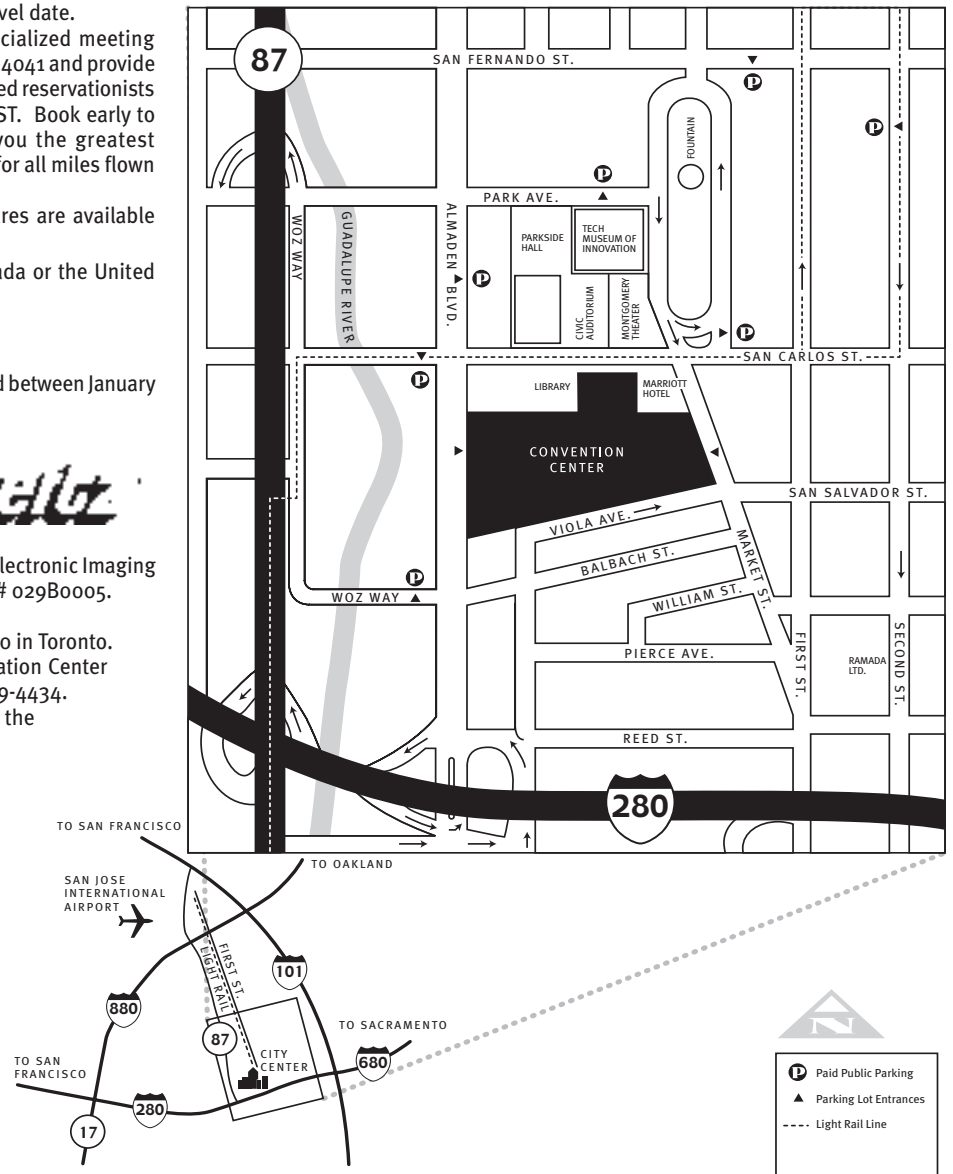 vel date.
cialized meeting
4041 and provide
ed reservationists
ST. Book early to
you the greatest
for all miles flown
res are available
ada or the United
d between January
lectronic Imaging
# 029B0005.
o in Toronto.
ation Center
9-4434.
the
87
SAN FERNANDO ST.
P
P
FOUNTAIN
P
PARK AVE.
WOZ WAY
GUADALUPE RIVER
ALMADEN BLVD.
P
PARKSIDE
HALL
TECH
MUSEUM OF
INNOVATION
CIVIC
AUDITORIUM
MONTGOMERY
THEATER
P
SAN CARLOS ST.
P
LIBRARY
MARRIOTT
HOTEL
CONVENTION
CENTER
SAN SALVADOR ST.
VIOLA AVE.
BALBACH ST.
MARKET ST.
P
WOZ WAY
WILLIAM ST.
PIERCE AVE.
FIRST ST.
RAMADA
LTD.
SECOND ST.
REED ST.
280
TO SAN FRANCISCO
TO OAKLAND
SAN JOSE
INTERNATIONAL
AIRPORT
FIRST ST.
LIGHT RAIL
101
880
87
TO SACRAMENTO
CITY
CENTER
680
TO SAN
FRANCISCO
280
17
N
P Paid Public Parking
Parking Lot Entrances
Light Rail Line